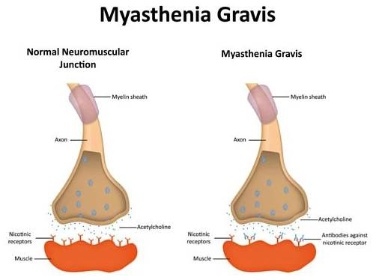 Myasthenia Gravis
Normal Neuromuscular
Junction
Myelin sheath
Axon
Acetylcholine
Nicotinic
receptors
Muscle
Myasthenia Gravis
Myelin sheath
Axon
Acetylcholine
Nicotinic
receptors
Antibodies against
nicotinic receptor
Muscle